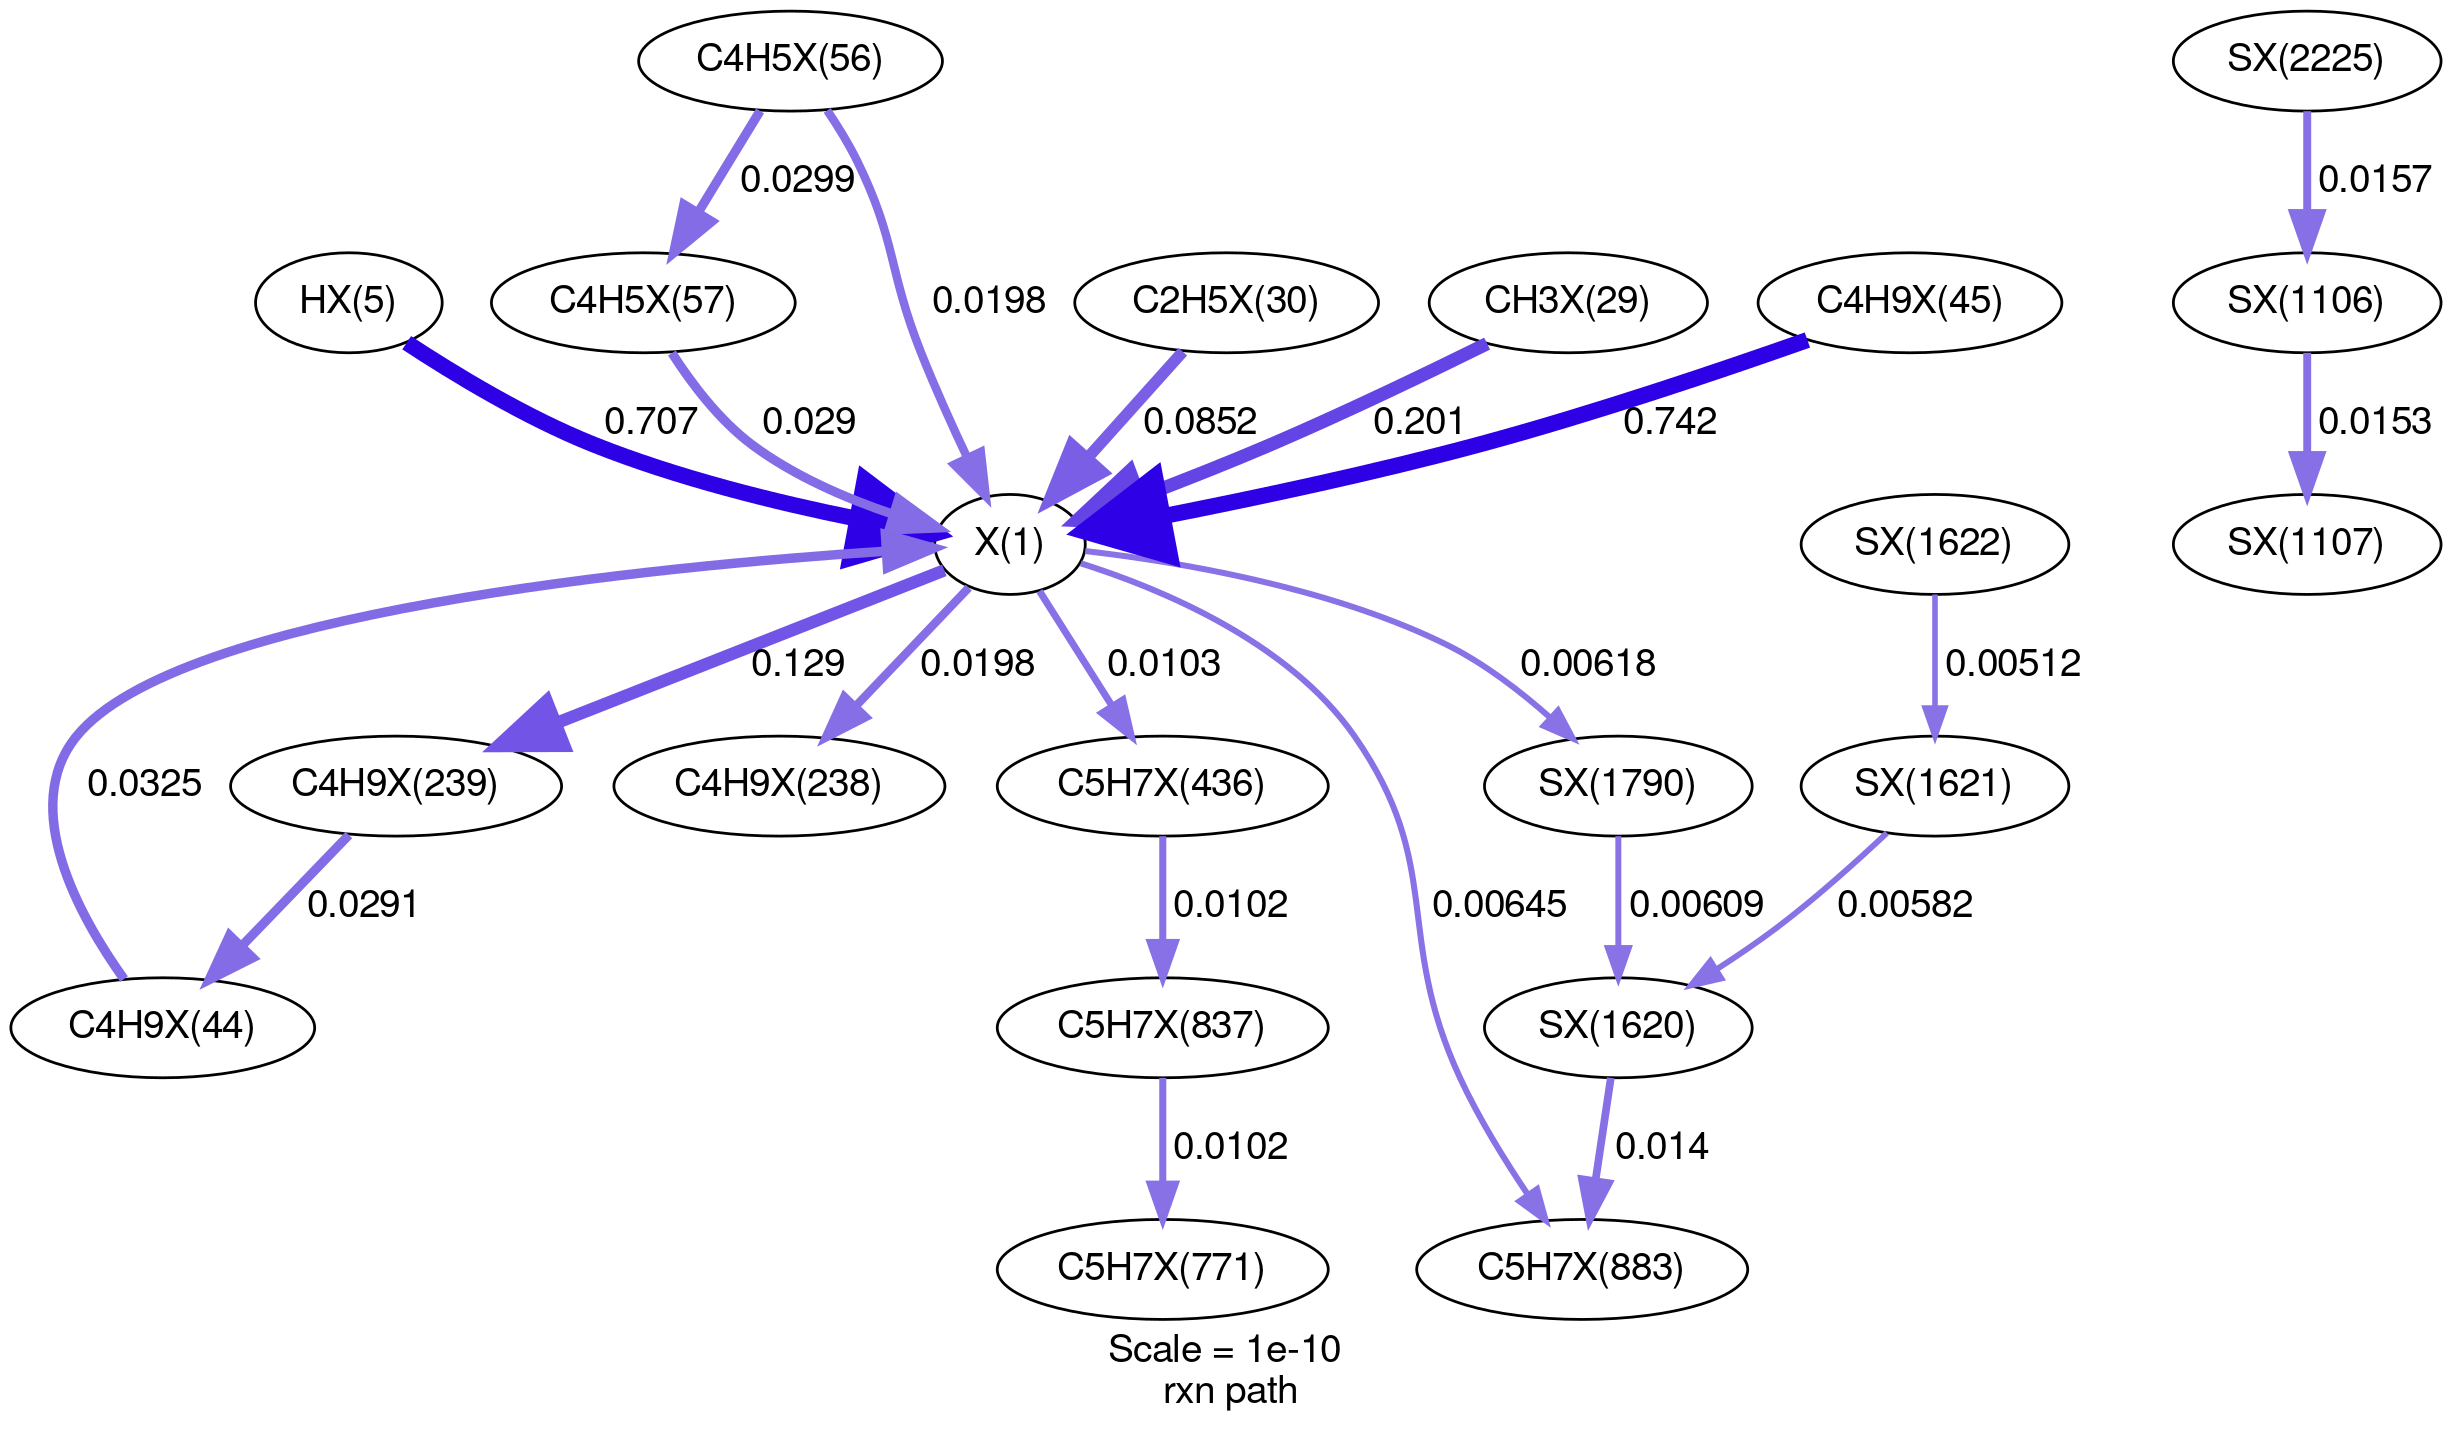 C4H5X(56)
SX(2225)
0.0299
0.0157
HX(5)
C4H5X(57)
0.0198
C2H5X(30)
CH3X(29)
C4H9X(45)
SX(1106)
0.707
0.029
0.0852
0.201
0.742
0.0153
X(1)
SX(1622)
SX(1107)
0.129
0.0198
0.0103
0.00618
0.00512
0.0325
C4H9X(239)
C4H9X(238)
C5H7X(436)
SX(1790)
SX(1621)
0.0291
0.0102
0.00645
0.00609
0.00582
C4H9X(44)
C5H7X(837)
SX(1620)
0.0102
0.014
C5H7X(771)
C5H7X(883)
Scale = 1e-10
rxn path